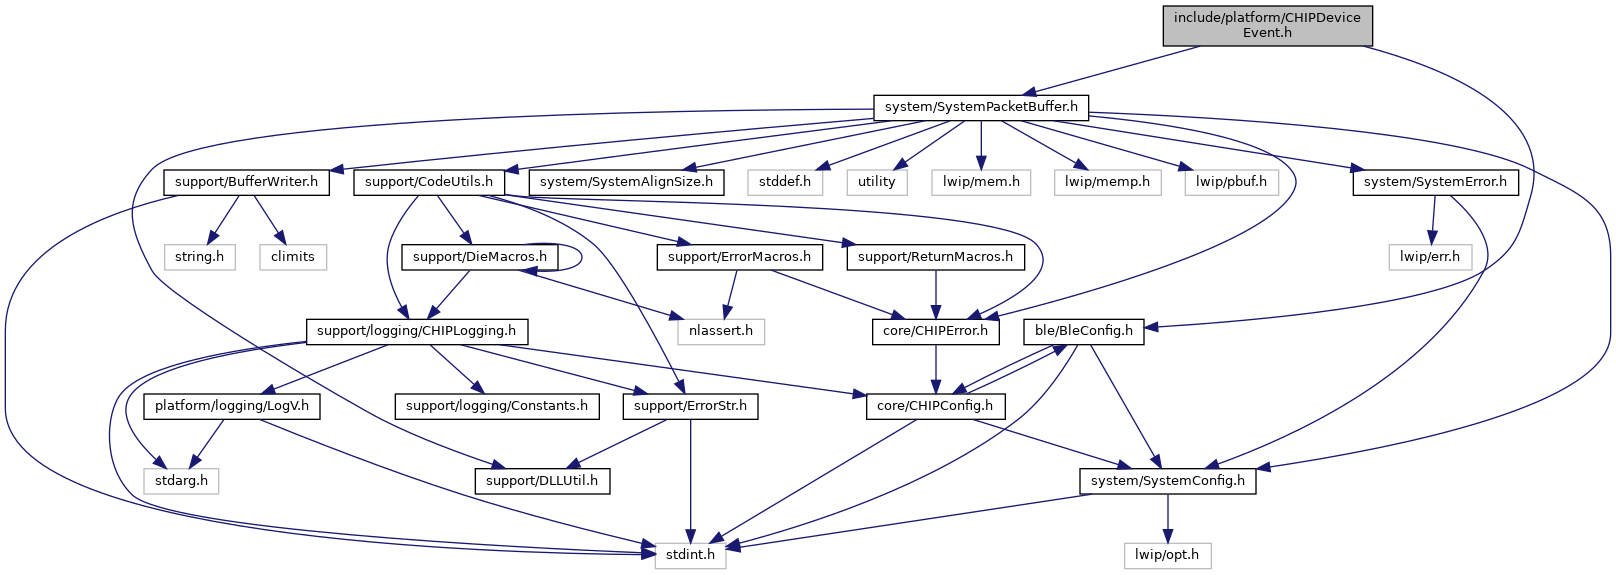 include/platform/CHIPDevice
Event.h
system/SystemPacketBuffer.h
support/BufferWriter.h
support/CodeUtils.h
system/SystemAlignSize.h
stddef.h
utility
lwip/mem.h
lwip/memp.h
lwip/pbuf.h
system/SystemError.h
string.h
climits
support/DieMacros.h
support/ErrorMacros.h
support/ReturnMacros.h
lwip/err.h
support/logging/CHIPLogging.h
nlassert.h
core/CHIPError.h
ble/BleConfig.h
platform/logging/LogV.h
support/logging/Constants.h
support/ErrorStr.h
core/CHIPConfig.h
stdarg.h
support/DLLUtil.h
system/SystemConfig.h
stdint.h
lwip/opt.h